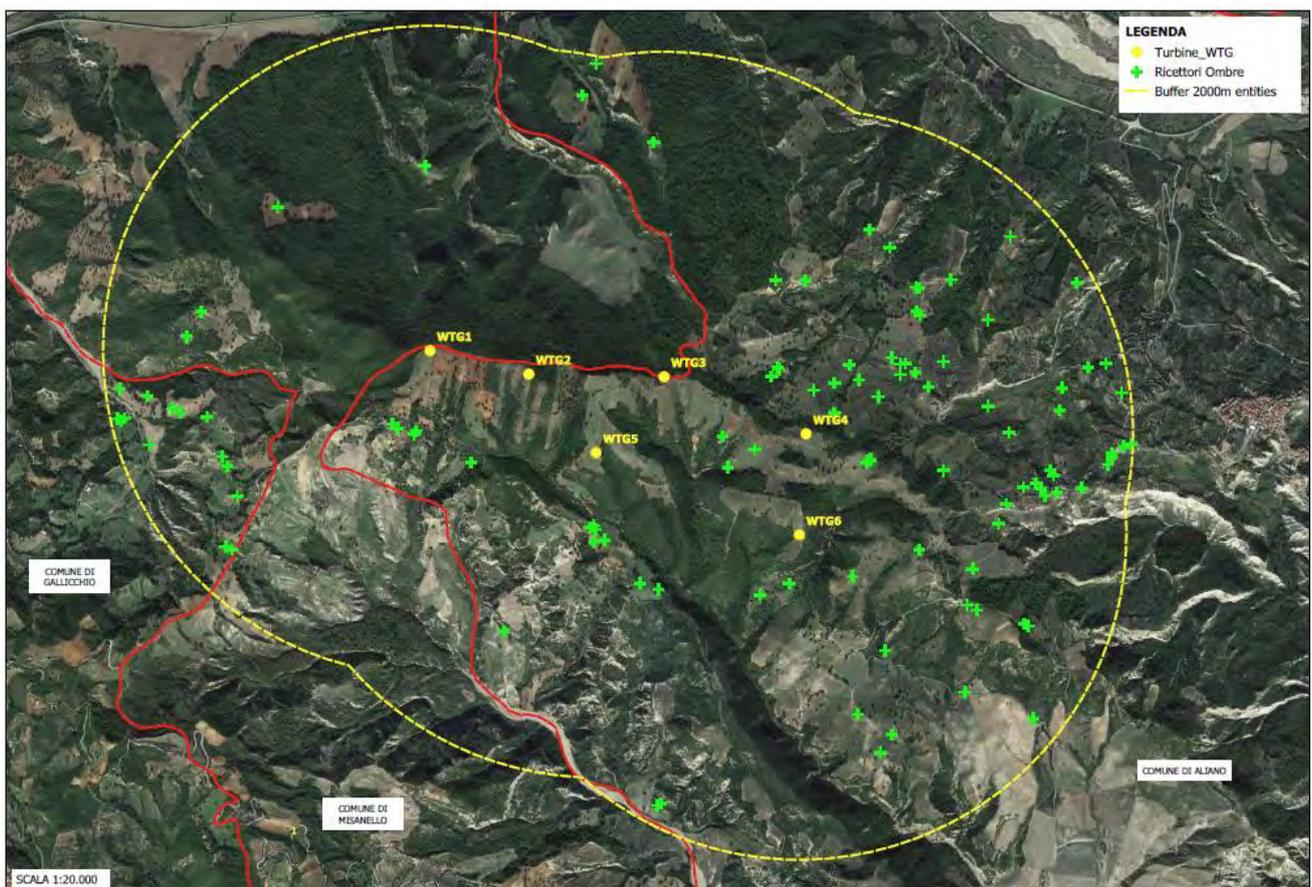 LEGENDA
Turbine_WTG
Ricettori Ombre
Buffer 2000m entities
WTG1
WTG2
WTG3
WTG4
WTG5
WTG6
COMUNE DI
GALLICCHIO
COMUNE DI
MISANELLO
COMUNE DI ALIANO
SCALA 1:20.000